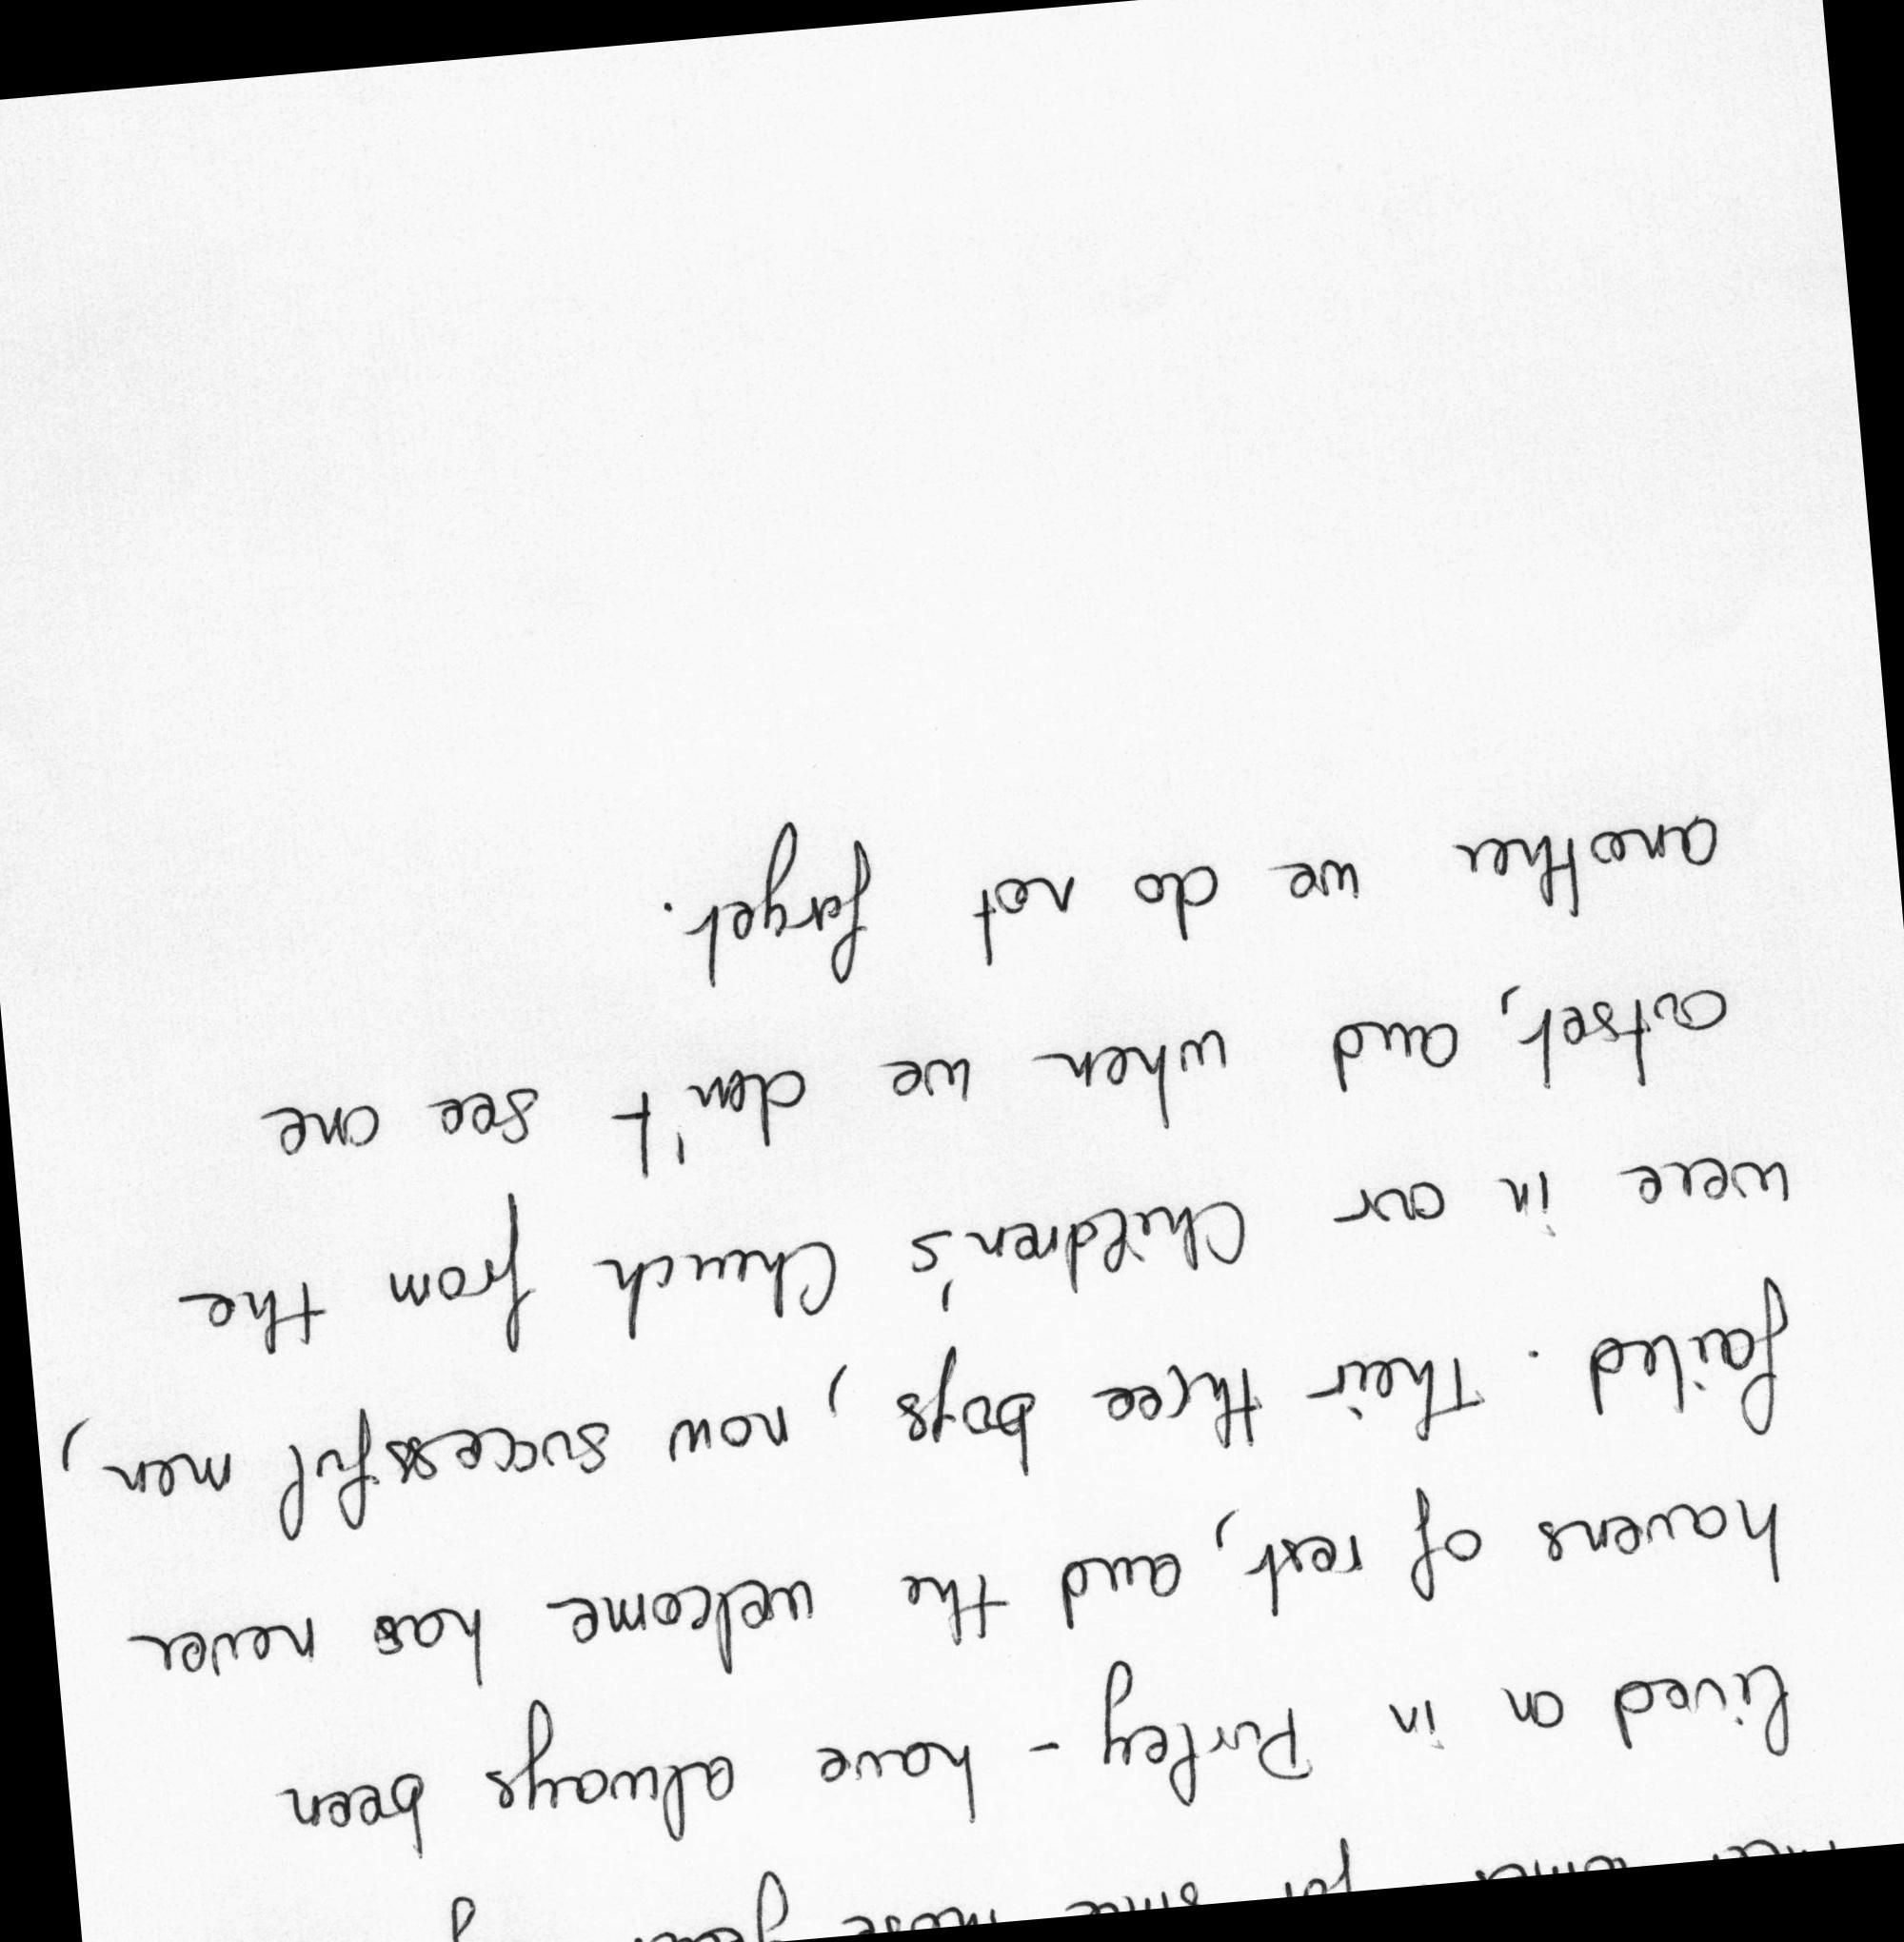 for since
lived on in Purley - have always been
havens of rest, and the welcome has never
failed. Their three boys, now successful men,
were in our Children's Church from the
outset, and when we don't see one
another we do not forget.